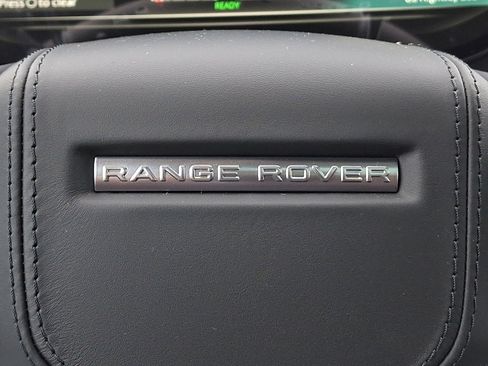 Press O to clear
READY
RANGE ROVER